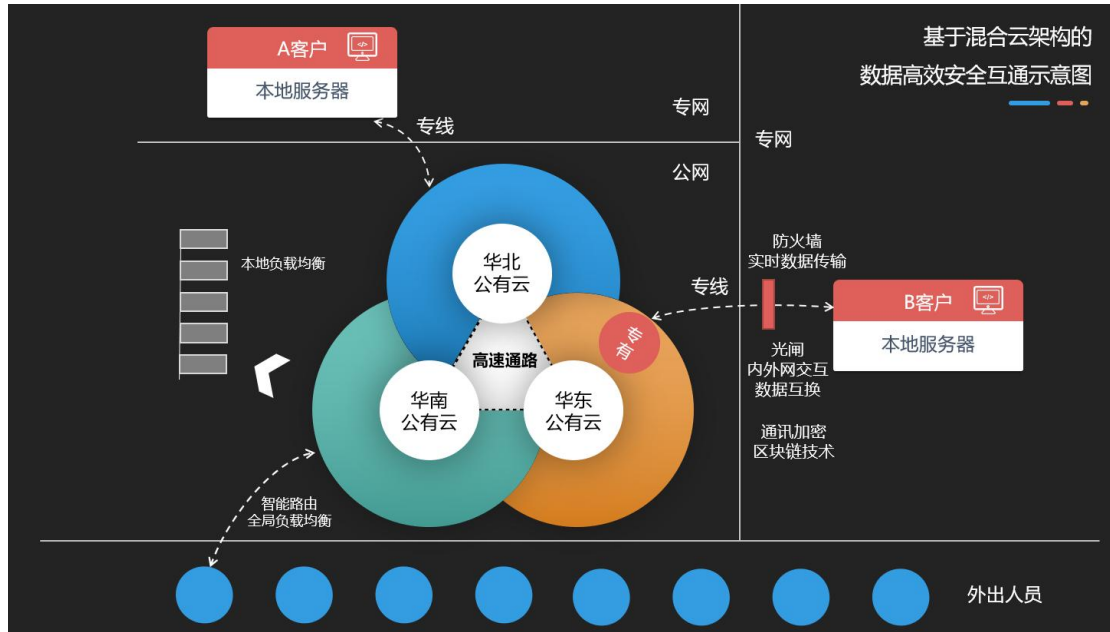 基于混合云架构的
数据高效安全互通示意图
A客户
本地服务器
专线
专网
专网
公网
本地负载均衡
华北
公有云
高速通路
华南
公有云
华东
公有云
专有
专线
防火墙
实时数据传输
B客户
本地服务器
光闸
内外网交互
数据互换
通讯加密
区块链技术
智能路由
全局负载均衡
外出人员